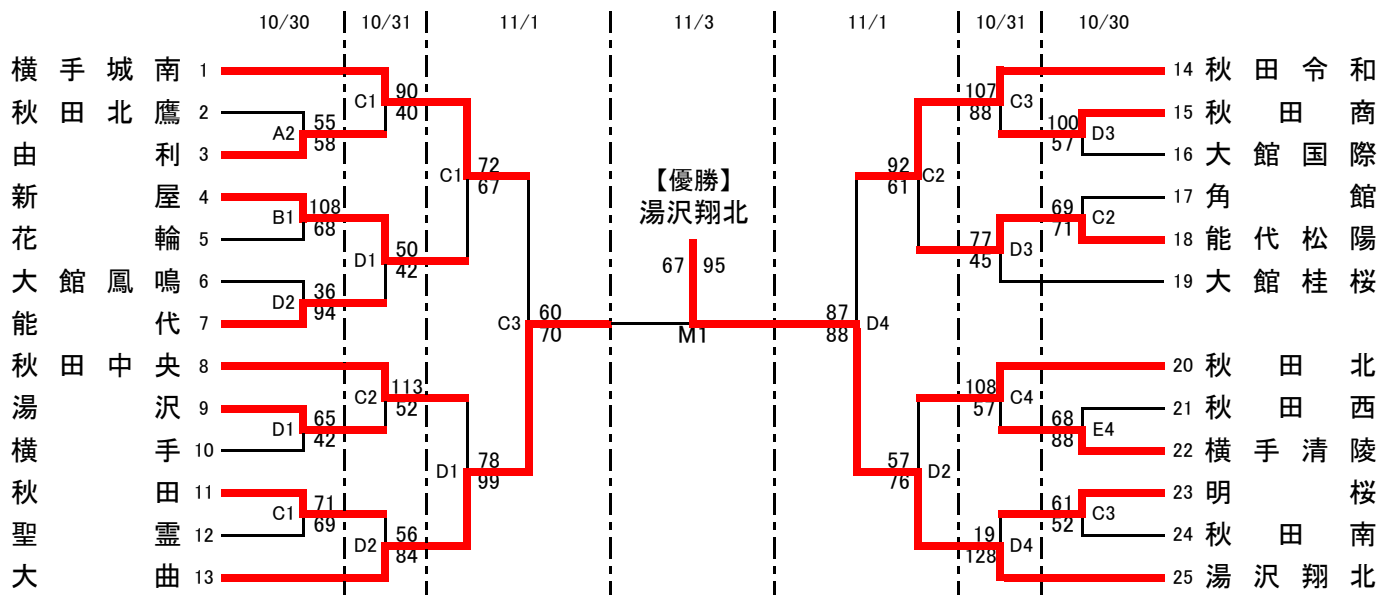 10/30 10/31 11/1 11/3 11/1 10/31 10/30
横手城南 1
秋田北鷹 2
由利 3
新屋 4
花輪 5
大館鳳鳴 6
能代 7
秋田中央 8
湯沢 9
横手 10
秋田 11
聖霊 12
大曲 13
A2 55 58
B1 108 68
D2 36 94
D1 65 42
C1 71 69
C1 90 40
D1 50 42
C2 113 52
D2 56 84
C1 72 67
D1 78 99
C3 60 70
【優勝】
湯沢翔北
67 95
M1
87 88 D4
92 61 C2
57 76 D2
107 88 C3
77 45 D3
108 57 C4
19 128 D4
100 57 D3
69 71 C2
68 88 E4
61 52 C3
14 秋田令和
15 秋田商
16 大館国際
17 角館
18 能代松陽
19 大館桂桜
20 秋田北
21 秋田西
22 横手清陵
23 明桜
24 秋田南
25 湯沢翔北